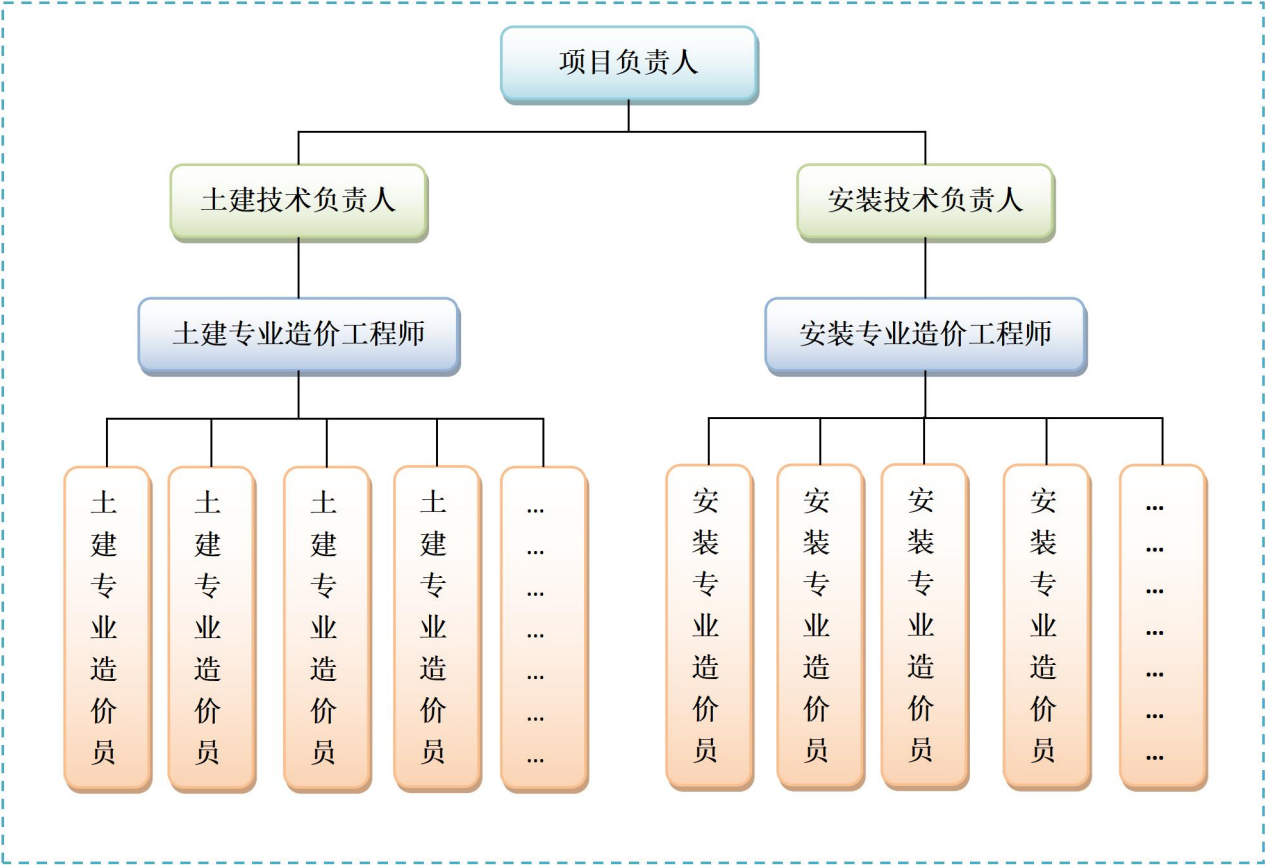 项目负责人
土建技术负责人
安装技术负责人
土建专业造价工程师
安装专业造价工程师
土建专业造价员
土建专业造价员
土建专业造价员
土建专业造价员
…………………
安装专业造价员
安装专业造价员
安装专业造价员
安装专业造价员
…………………